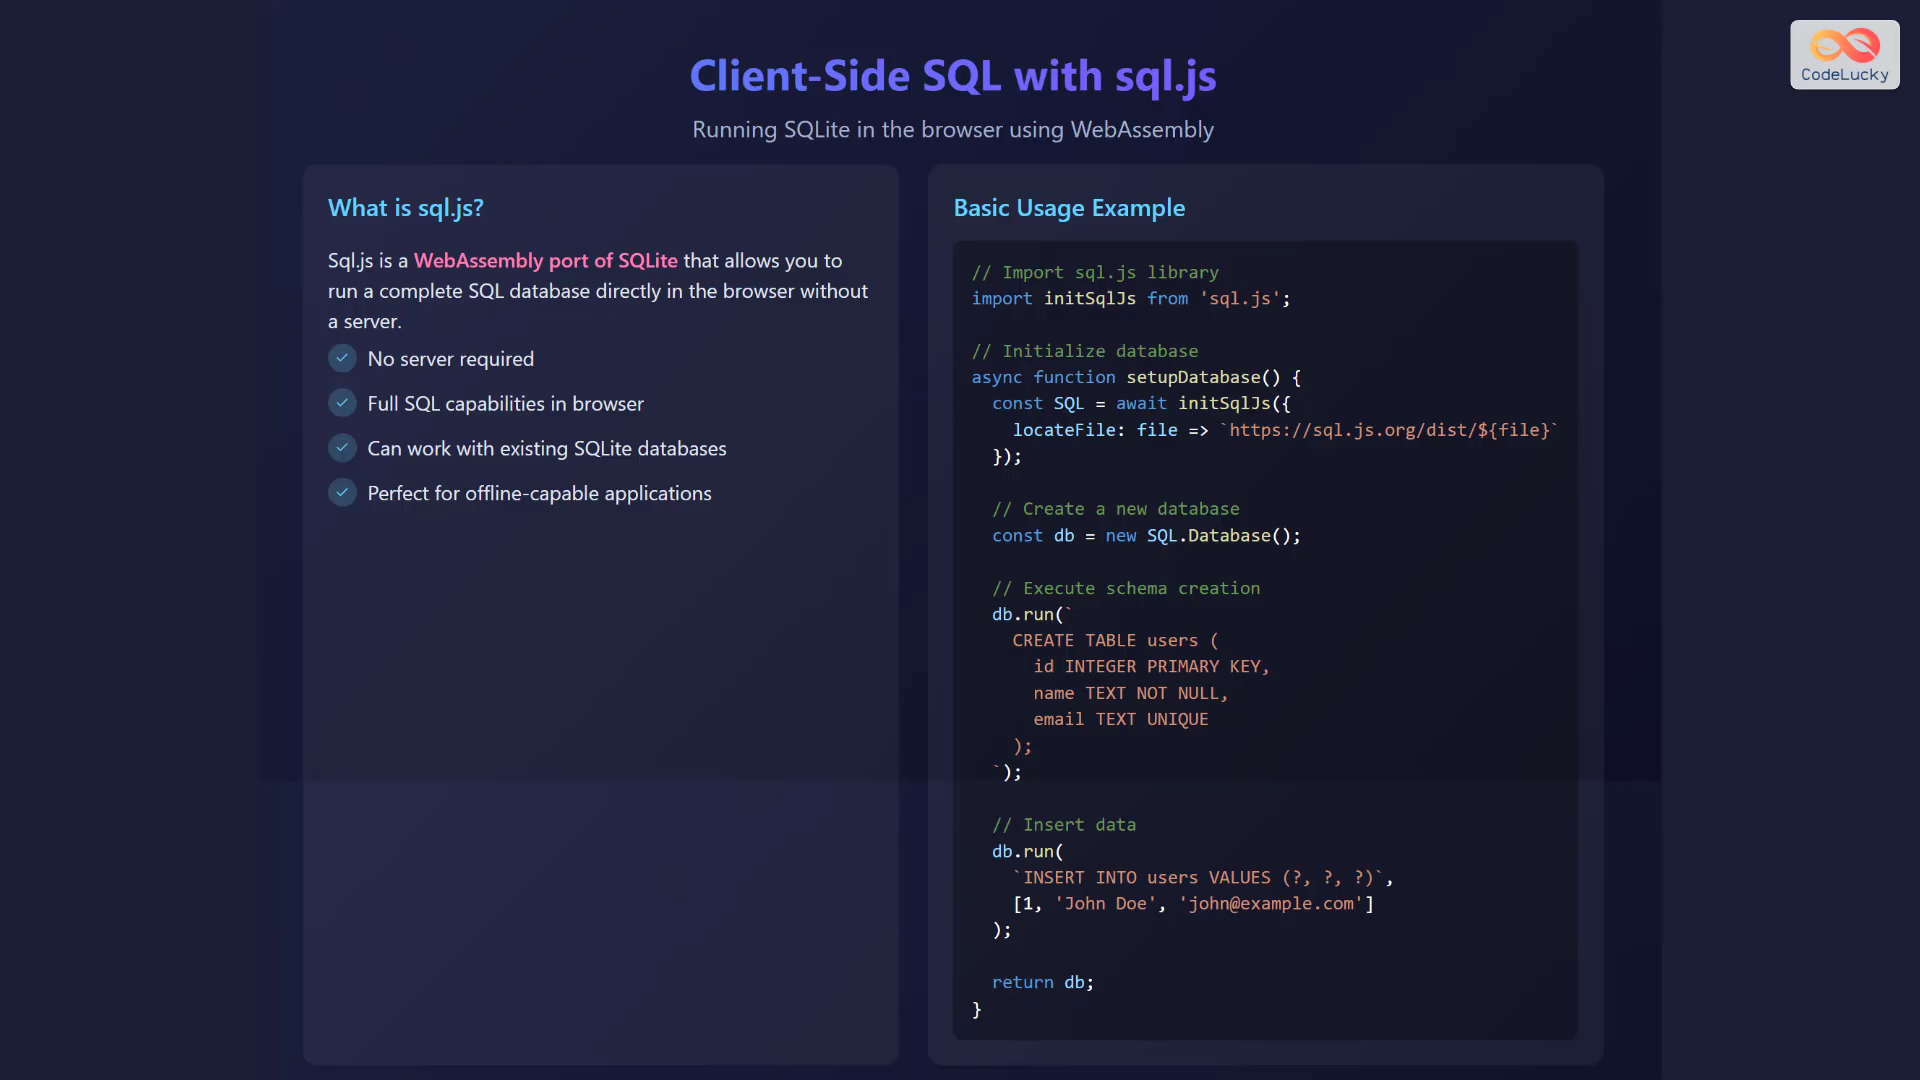 Client-Side SQL with sql.js
Running SQLite in the browser using WebAssembly
CodeLucky
What is sql.js?
Sql.js is a WebAssembly port of SQLite that allows you to
run a complete SQL database directly in the browser without
a server.
No server required
Full SQL capabilities in browser
Can work with existing SQLite databases
Perfect for offline-capable applications
Basic Usage Example
// Import sql.js library
import initSqlJs from 'sql.js';
// Initialize database
async function setupDatabase() {
  const SQL = await initSqlJs({
    locateFile: file => `https://sql.js.org/dist/${file}`
  });
  // Create a new database
  const db = new SQL.Database();
  // Execute schema creation
  db.run(`
    CREATE TABLE users (
      id INTEGER PRIMARY KEY,
      name TEXT NOT NULL,
      email TEXT UNIQUE
    );
  `);
  // Insert data
  db.run(
    `INSERT INTO users VALUES (?, ?, ?)`,
    [1, 'John Doe', 'john@example.com']
  );
  return db;
}